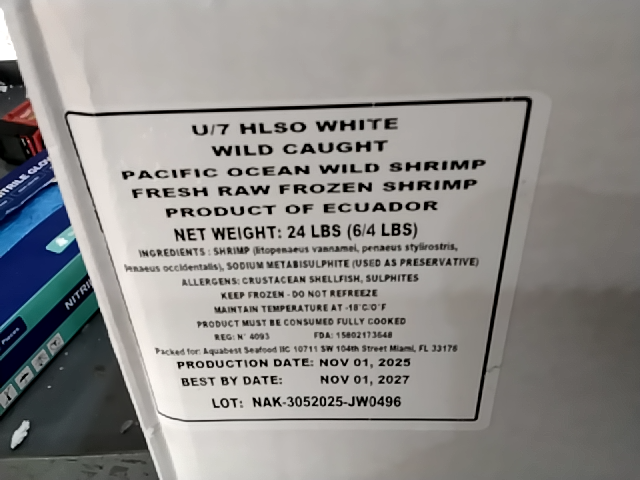 U/7 HLSO WHITE
WILD CAUGHT
PACIFIC OCEAN WILD SHRIMP
FRESH RAW FROZEN SHRIMP
PRODUCT OF ECUADOR
NET WEIGHT: 24 LBS (6/4 LBS)
INGREDIENTS : SHRIMP (litopenaeus vannamei, penaeus stylirostris,
penaeus occidentalis), SODIUM METABISULPHITE (USED AS PRESERVATIVE)
ALLERGENS: CRUSTACEAN SHELLFISH, SULPHITES
KEEP FROZEN - DO NOT REFREEZE
MAINTAIN TEMPERATURE AT -18°C/0°F
PRODUCT MUST BE CONSUMED FULLY COOKED
REG: N° 4093 FDA: 15802173648
Packed for: Aquabest Seafood llC 10711 SW 104th Street Miami, FL 33176
PRODUCTION DATE: NOV 01, 2025
BEST BY DATE: NOV 01, 2027
LOT: NAK-3052025-JW0496
NITRI